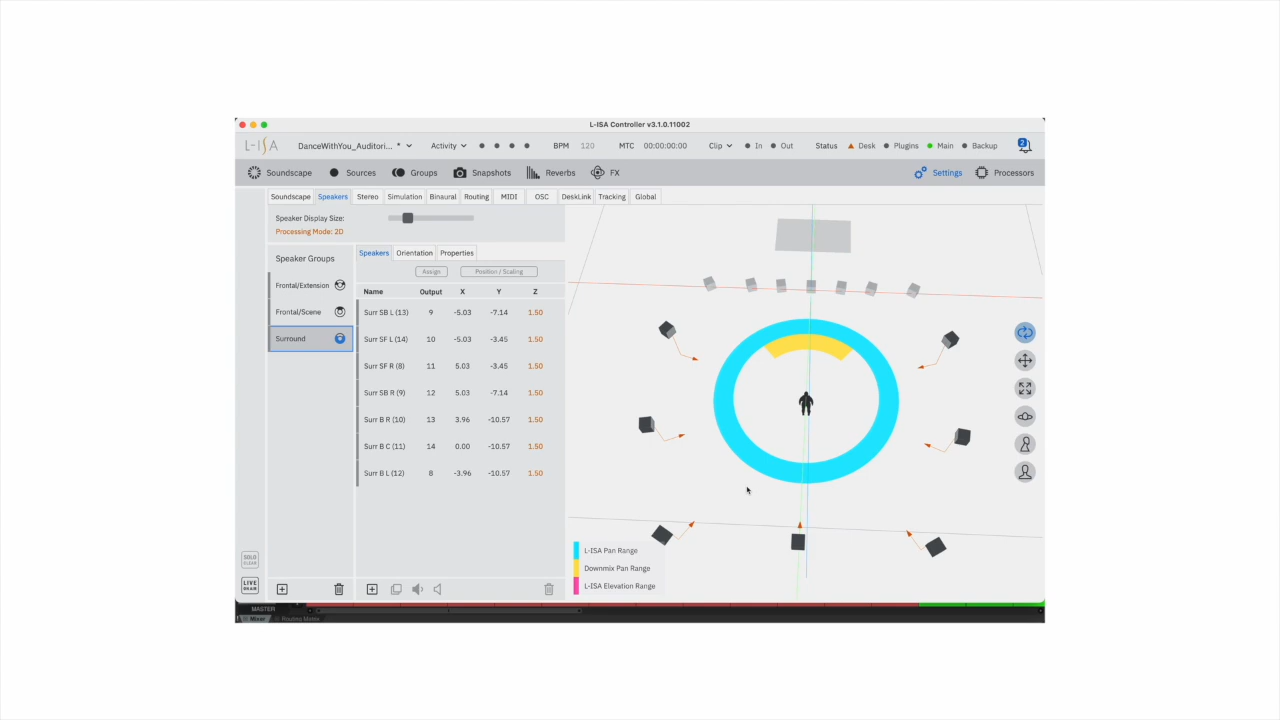 L-ISA Controller v3.1.0.11002
L-ISA DanceWithYou_Auditori... * Activity BPM 120 MTC 00:00:00:00 Clip In Out Status Desk Plugins Main Backup 2
Soundscape Sources Groups Snapshots Reverbs FX Settings Processors
Soundscape Speakers Stereo Simulation Binaural Routing MIDI OSC DeskLink Tracking Global
Speaker Display Size:
Processing Mode: 2D
Speaker Groups
Frontal/Extension
Frontal/Scene
Surround
Speakers Orientation Properties
Assign Position / Scaling
Name Output X Y Z
Surr SB L (13) 9 -5.03 -7.14 1.50
Surr SF L (14) 10 -5.03 -3.45 1.50
Surr SF R (8) 11 5.03 -3.45 1.50
Surr SB R (9) 12 5.03 -7.14 1.50
Surr B R (10) 13 3.96 -10.57 1.50
Surr B C (11) 14 0.00 -10.57 1.50
Surr B L (12) 8 -3.96 -10.57 1.50
L-ISA Pan Range
Downmix Pan Range
L-ISA Elevation Range
SOLO
CLEAR
LIVE
MASTER
Mixer Routing Matrix